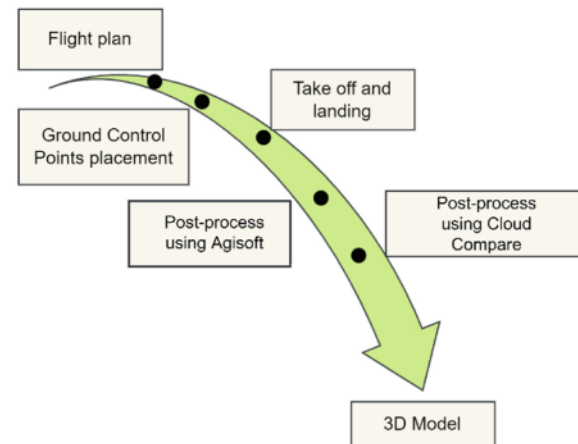 Flight plan
Ground Control
Points placement
Take off and
landing
Post-process
using Agisoft
Post-process
using Cloud
Compare
3D Model